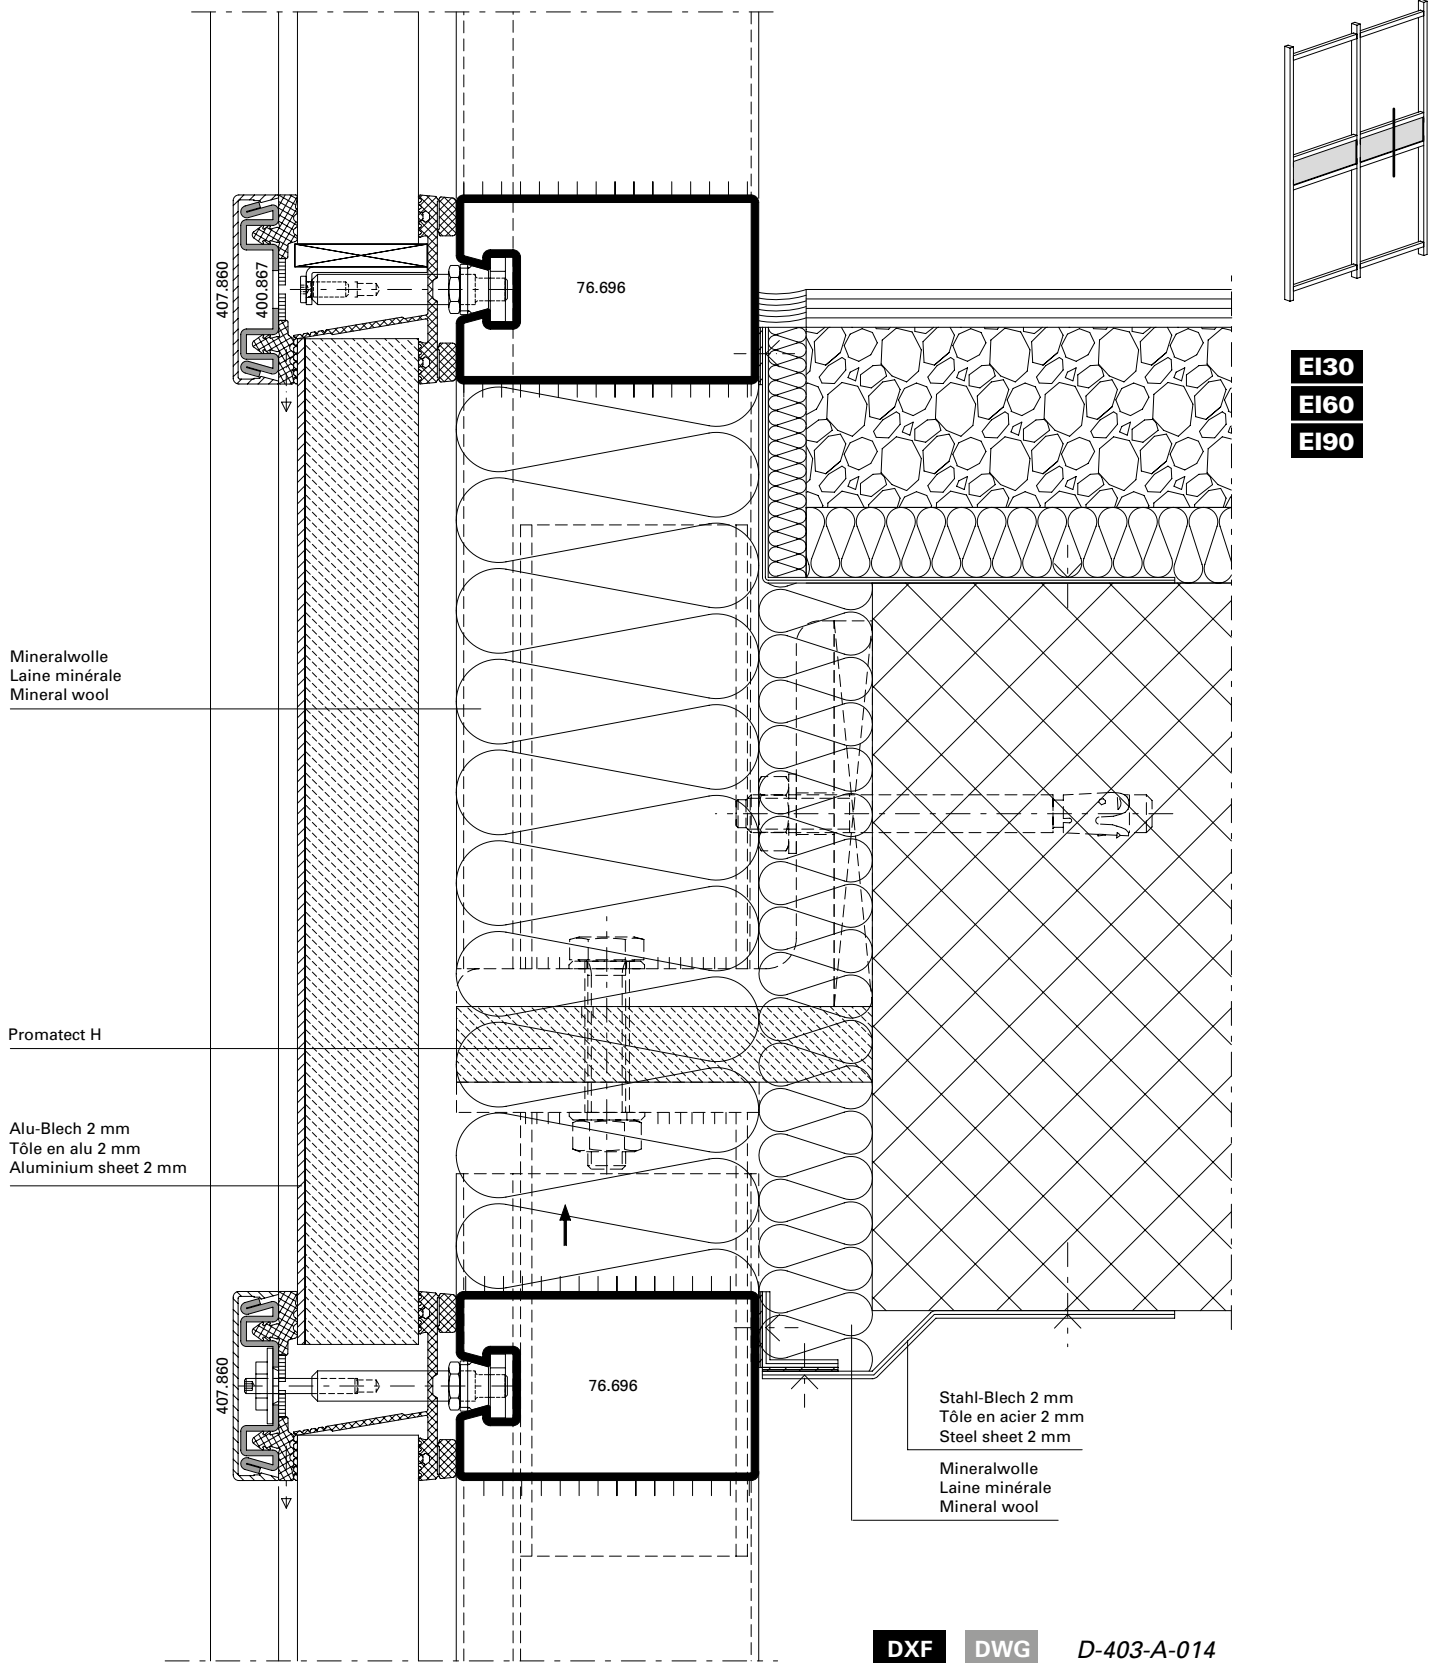 407.860
400.867
76.696
EI30
EI60
EI90
Mineralwolle
Laine minérale
Mineral wool
Promatect H
Alu-Blech 2 mm
Tôle en alu 2 mm
Aluminium sheet 2 mm
407.860
76.696
Stahl-Blech 2 mm
Tôle en acier 2 mm
Steel sheet 2 mm
Mineralwolle
Laine minérale
Mineral wool
DXF
DWG
D-403-A-014